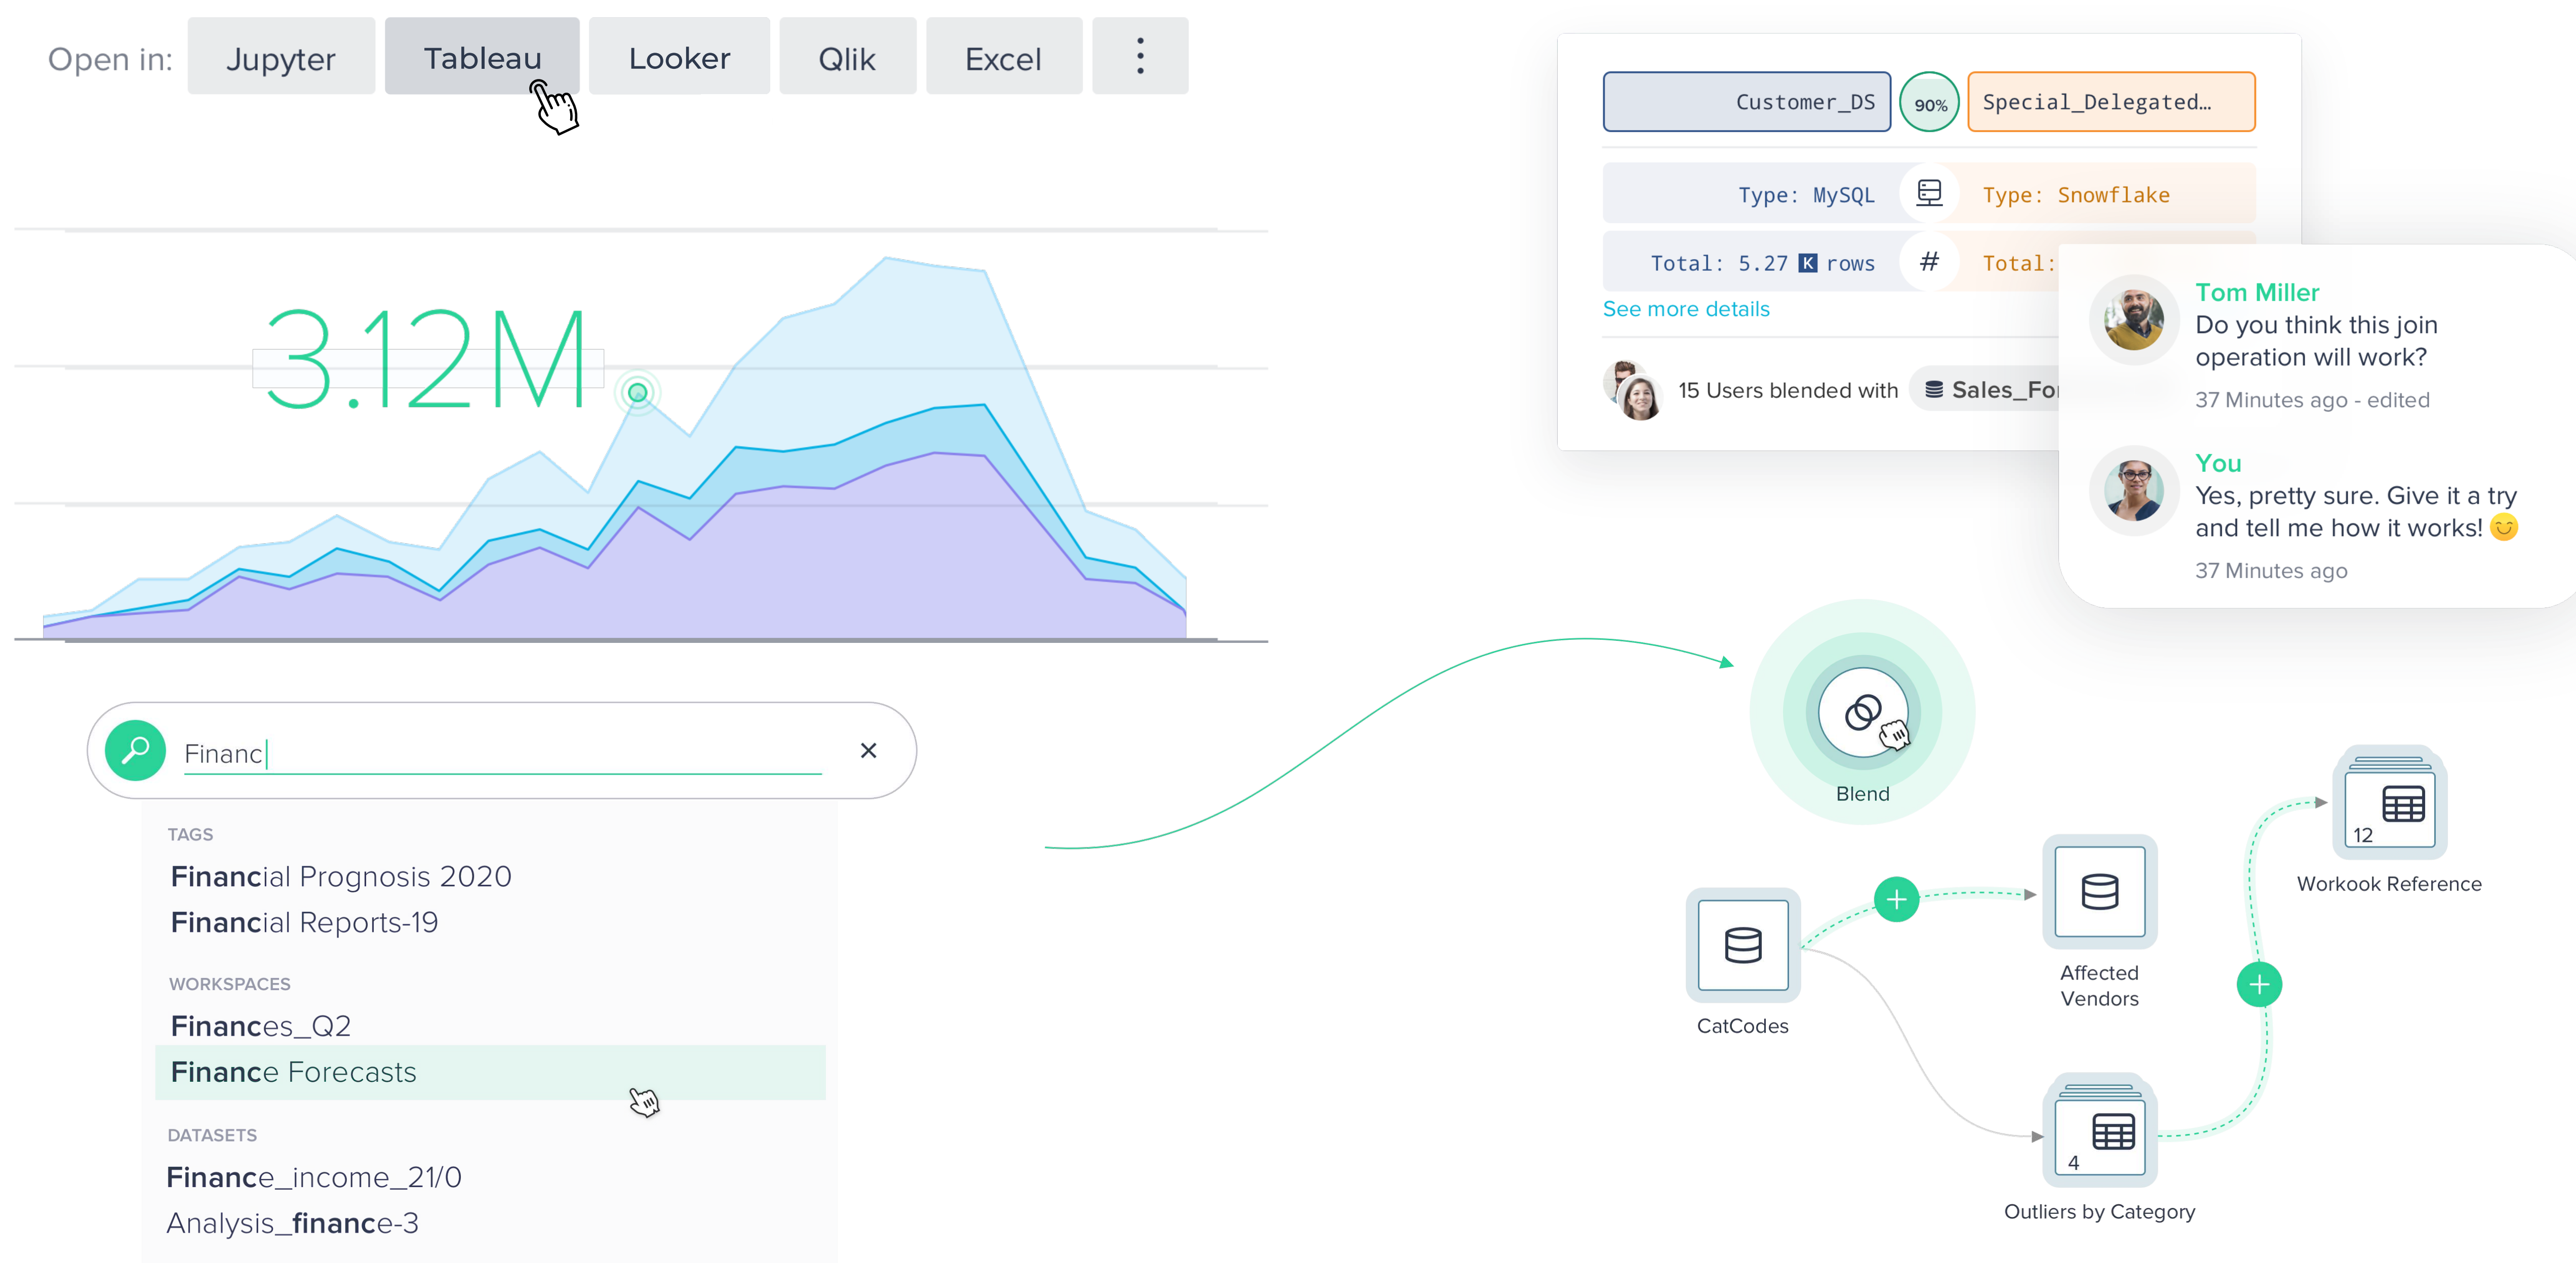 Open in: Jupyter Tableau Looker Qlik Excel
3.12M
Financ
TAGS
Financial Prognosis 2020
Financial Reports-19
WORKSPACES
Finances_Q2
Finance Forecasts
DATASETS
Finance_income_21/0
Analysis_finance-3
Customer_DS 90% Special_Delegated…
Type: MySQL Type: Snowflake
Total: 5.27 K rows # Total:
See more details
15 Users blended with
Tom Miller
Do you think this join
operation will work?
37 Minutes ago - edited
You
Yes, pretty sure. Give it a try
and tell me how it works! 😊
37 Minutes ago
Blend
12
Workook Reference
Affected
Vendors
CatCodes
4
Outliers by Category